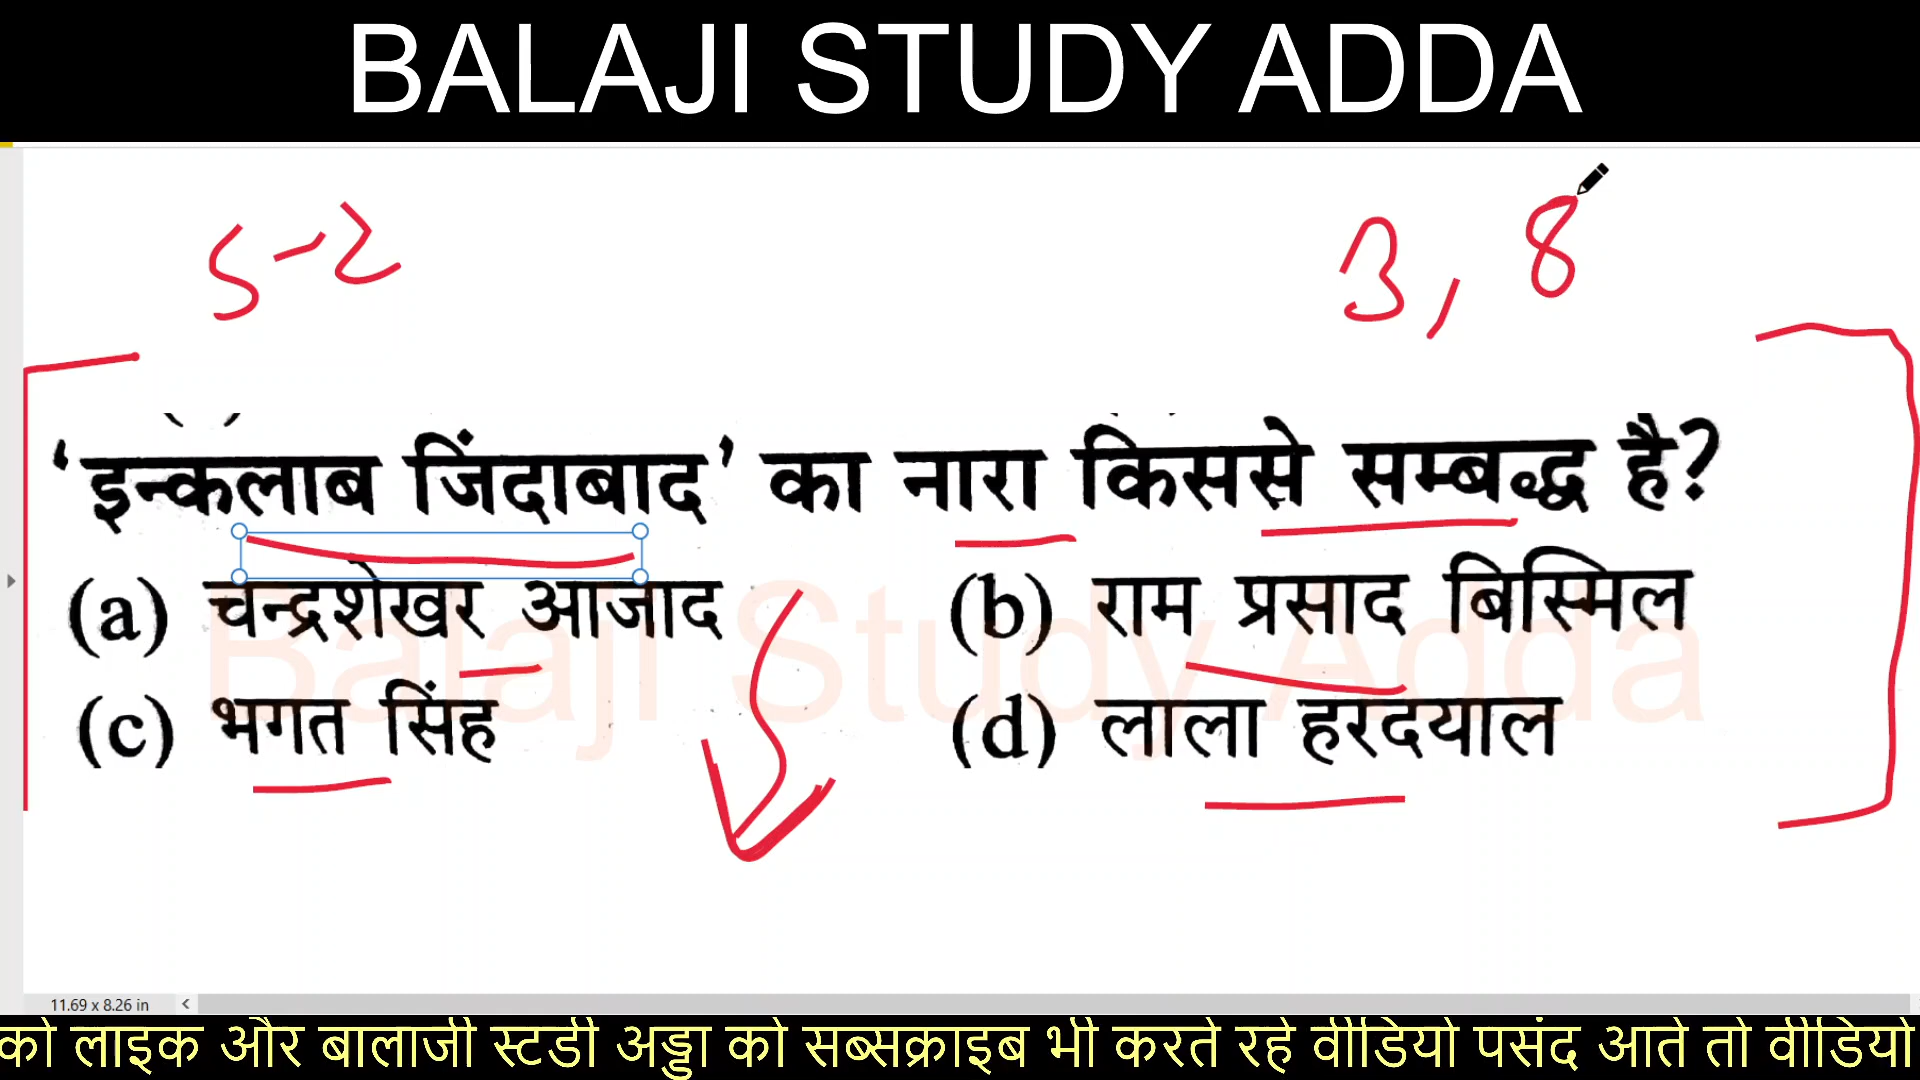 BALAJI STUDY ADDA
5-2
3, 8
'इन्कलाब जिंदाबाद' का नारा किससे सम्बद्ध है?
(a) चन्द्रशेखर आजाद (b) राम प्रसाद बिस्मिल
Balaji Study Adda
(c) भगत सिंह (d) लाला हरदयाल
11.69 x 8.26 in
को लाइक और बालाजी स्टडी अड्डा को सब्सक्राइब भी करते रहे वीडियो पसंद आते तो वीडियो